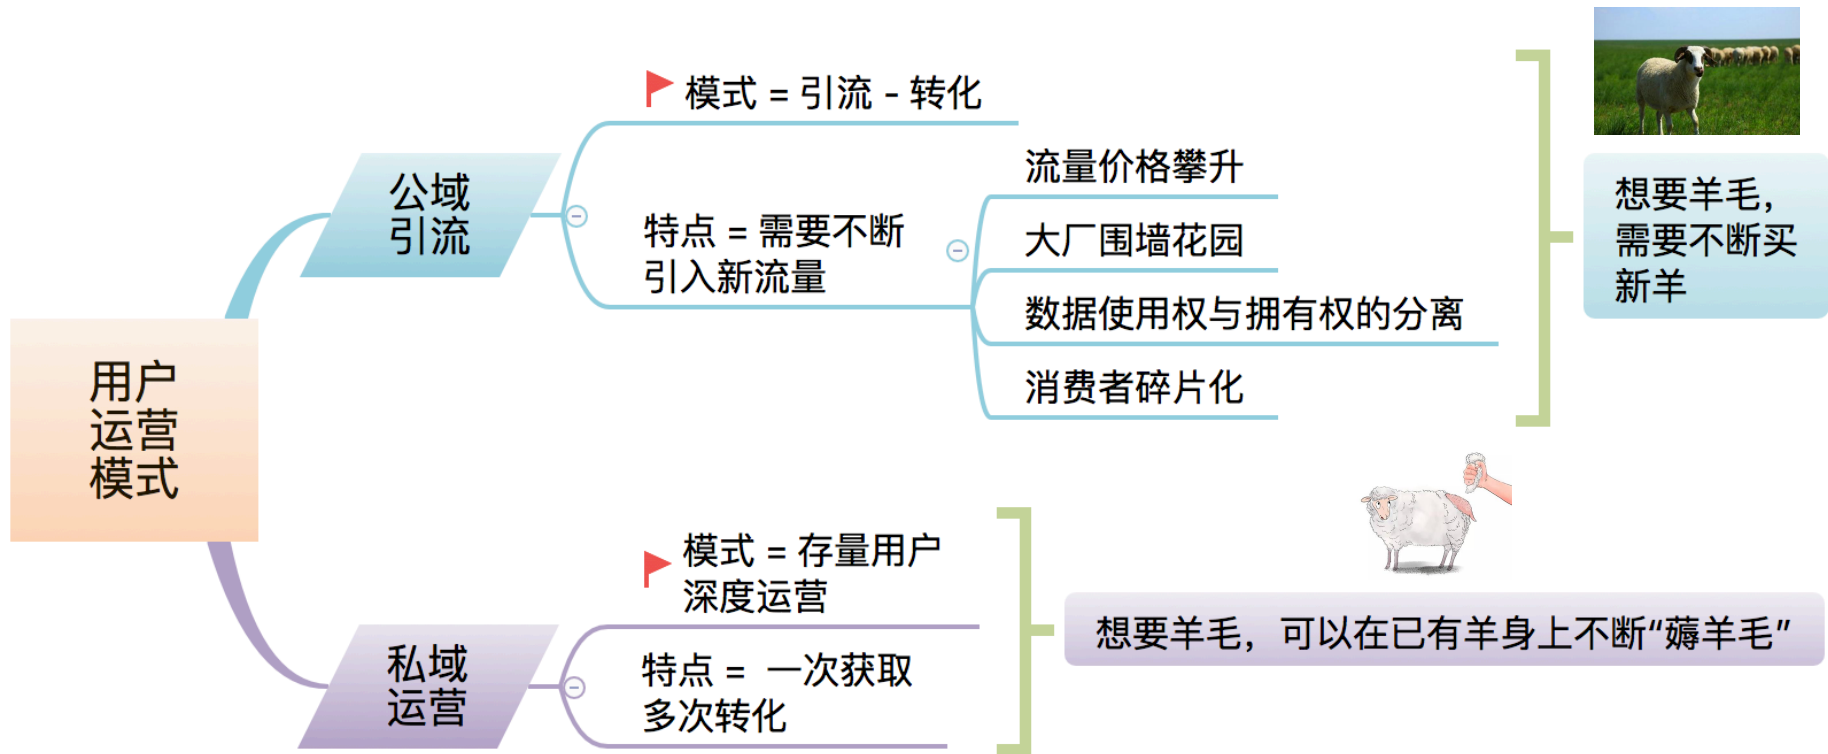 用户
运营
模式
公域
引流
模式 = 引流 - 转化
特点 = 需要不断
引入新流量
流量价格攀升
大厂围墙花园
数据使用权与拥有权的分离
消费者碎片化
想要羊毛，
需要不断买
新羊
私域
运营
模式 = 存量用户
深度运营
特点 = 一次获取
多次转化
想要羊毛，可以在已有羊身上不断“薅羊毛”